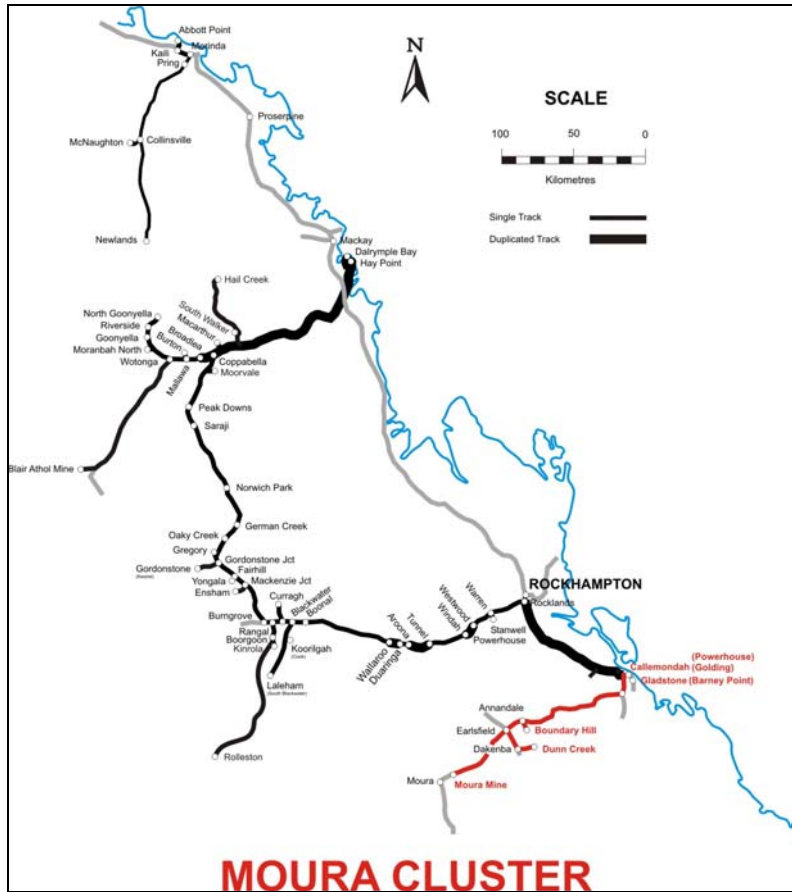 Abbott Point
Kaili
Merinda
Pring
N
SCALE
100 50 0
Kilometres
Single Track
Duplicated Track
Proserpine
McNaughton
Collinsville
Newlands
Mackay
Dalrymple Bay
Hay Point
Hail Creek
South Walker
Macarthur
North Goonyella
Riverside
Goonyella
Moranbah North
Wotonga
Broadlea
Burton
Mallawa
Coppabella
Moorvale
Peak Downs
Saraji
Blair Athol Mine
Norwich Park
German Creek
Oaky Creek
Gregory
Gordonstone Jct
Gordonstone
(Kestrel)
Fairhill
Yongala
Mackenzie Jct
Ensham
Curragh
Blackwater
Boonal
Burngrove
Rangal
Boorgoon
Kinrola
Koorilgah
(Cook)
Laleham
(South Blackwater)
Rolleston
Wallaroo
Duaringa
Aroona
Tunnel
Windah
Westwood
Warren
Stanwell
Powerhouse
ROCKHAMPTON
Rocklands
(Powerhouse)
Callemondah (Golding)
Gladstone (Barney Point)
Annandale
Earlsfield
Boundary Hill
Dakenba
Dunn Creek
Moura
Moura Mine
MOURA CLUSTER